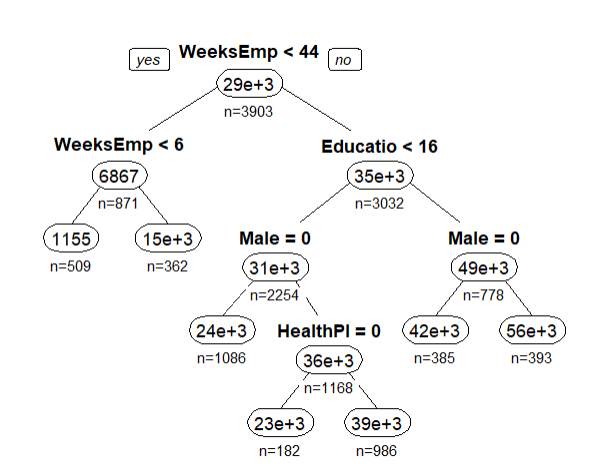 yes WeeksEmp < 44 no
29e+3
n=3903
WeeksEmp < 6 Educatio < 16
6867 35e+3
n=871 n=3032
1155 15e+3 Male = 0 Male = 0
n=509 n=362 31e+3 49e+3
n=2254 n=778
24e+3 HealthPl = 0 42e+3 56e+3
n=1086 36e+3 n=385 n=393
n=1168
23e+3 39e+3
n=182 n=986